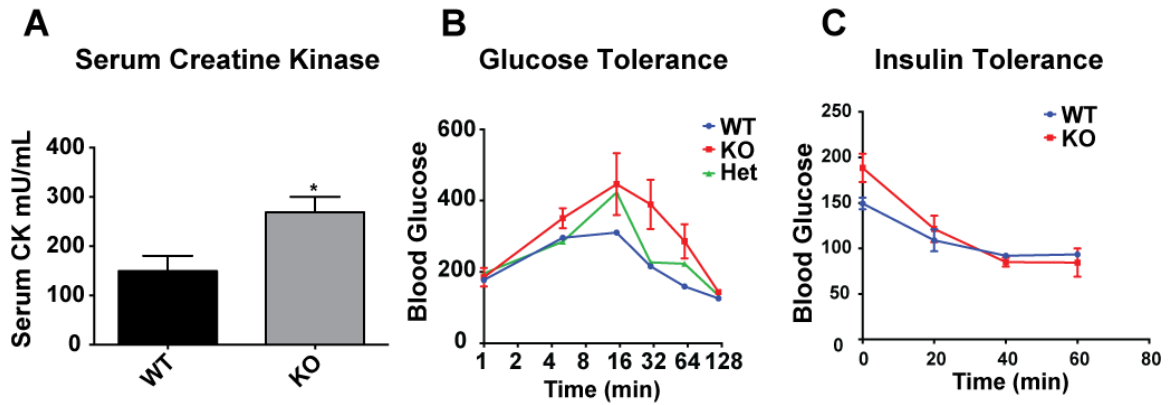 A
Serum Creatine Kinase
Serum CK mU/mL
400
300
200
100
0
*
WT
KO
B
Glucose Tolerance
Blood Glucose
600
400
200
0
WT
KO
Het
1 2 4 8 16 32 64 128
Time (min)
C
Insulin Tolerance
Blood Glucose
250
200
150
100
50
0
WT
KO
0 20 40 60 80
Time (min)